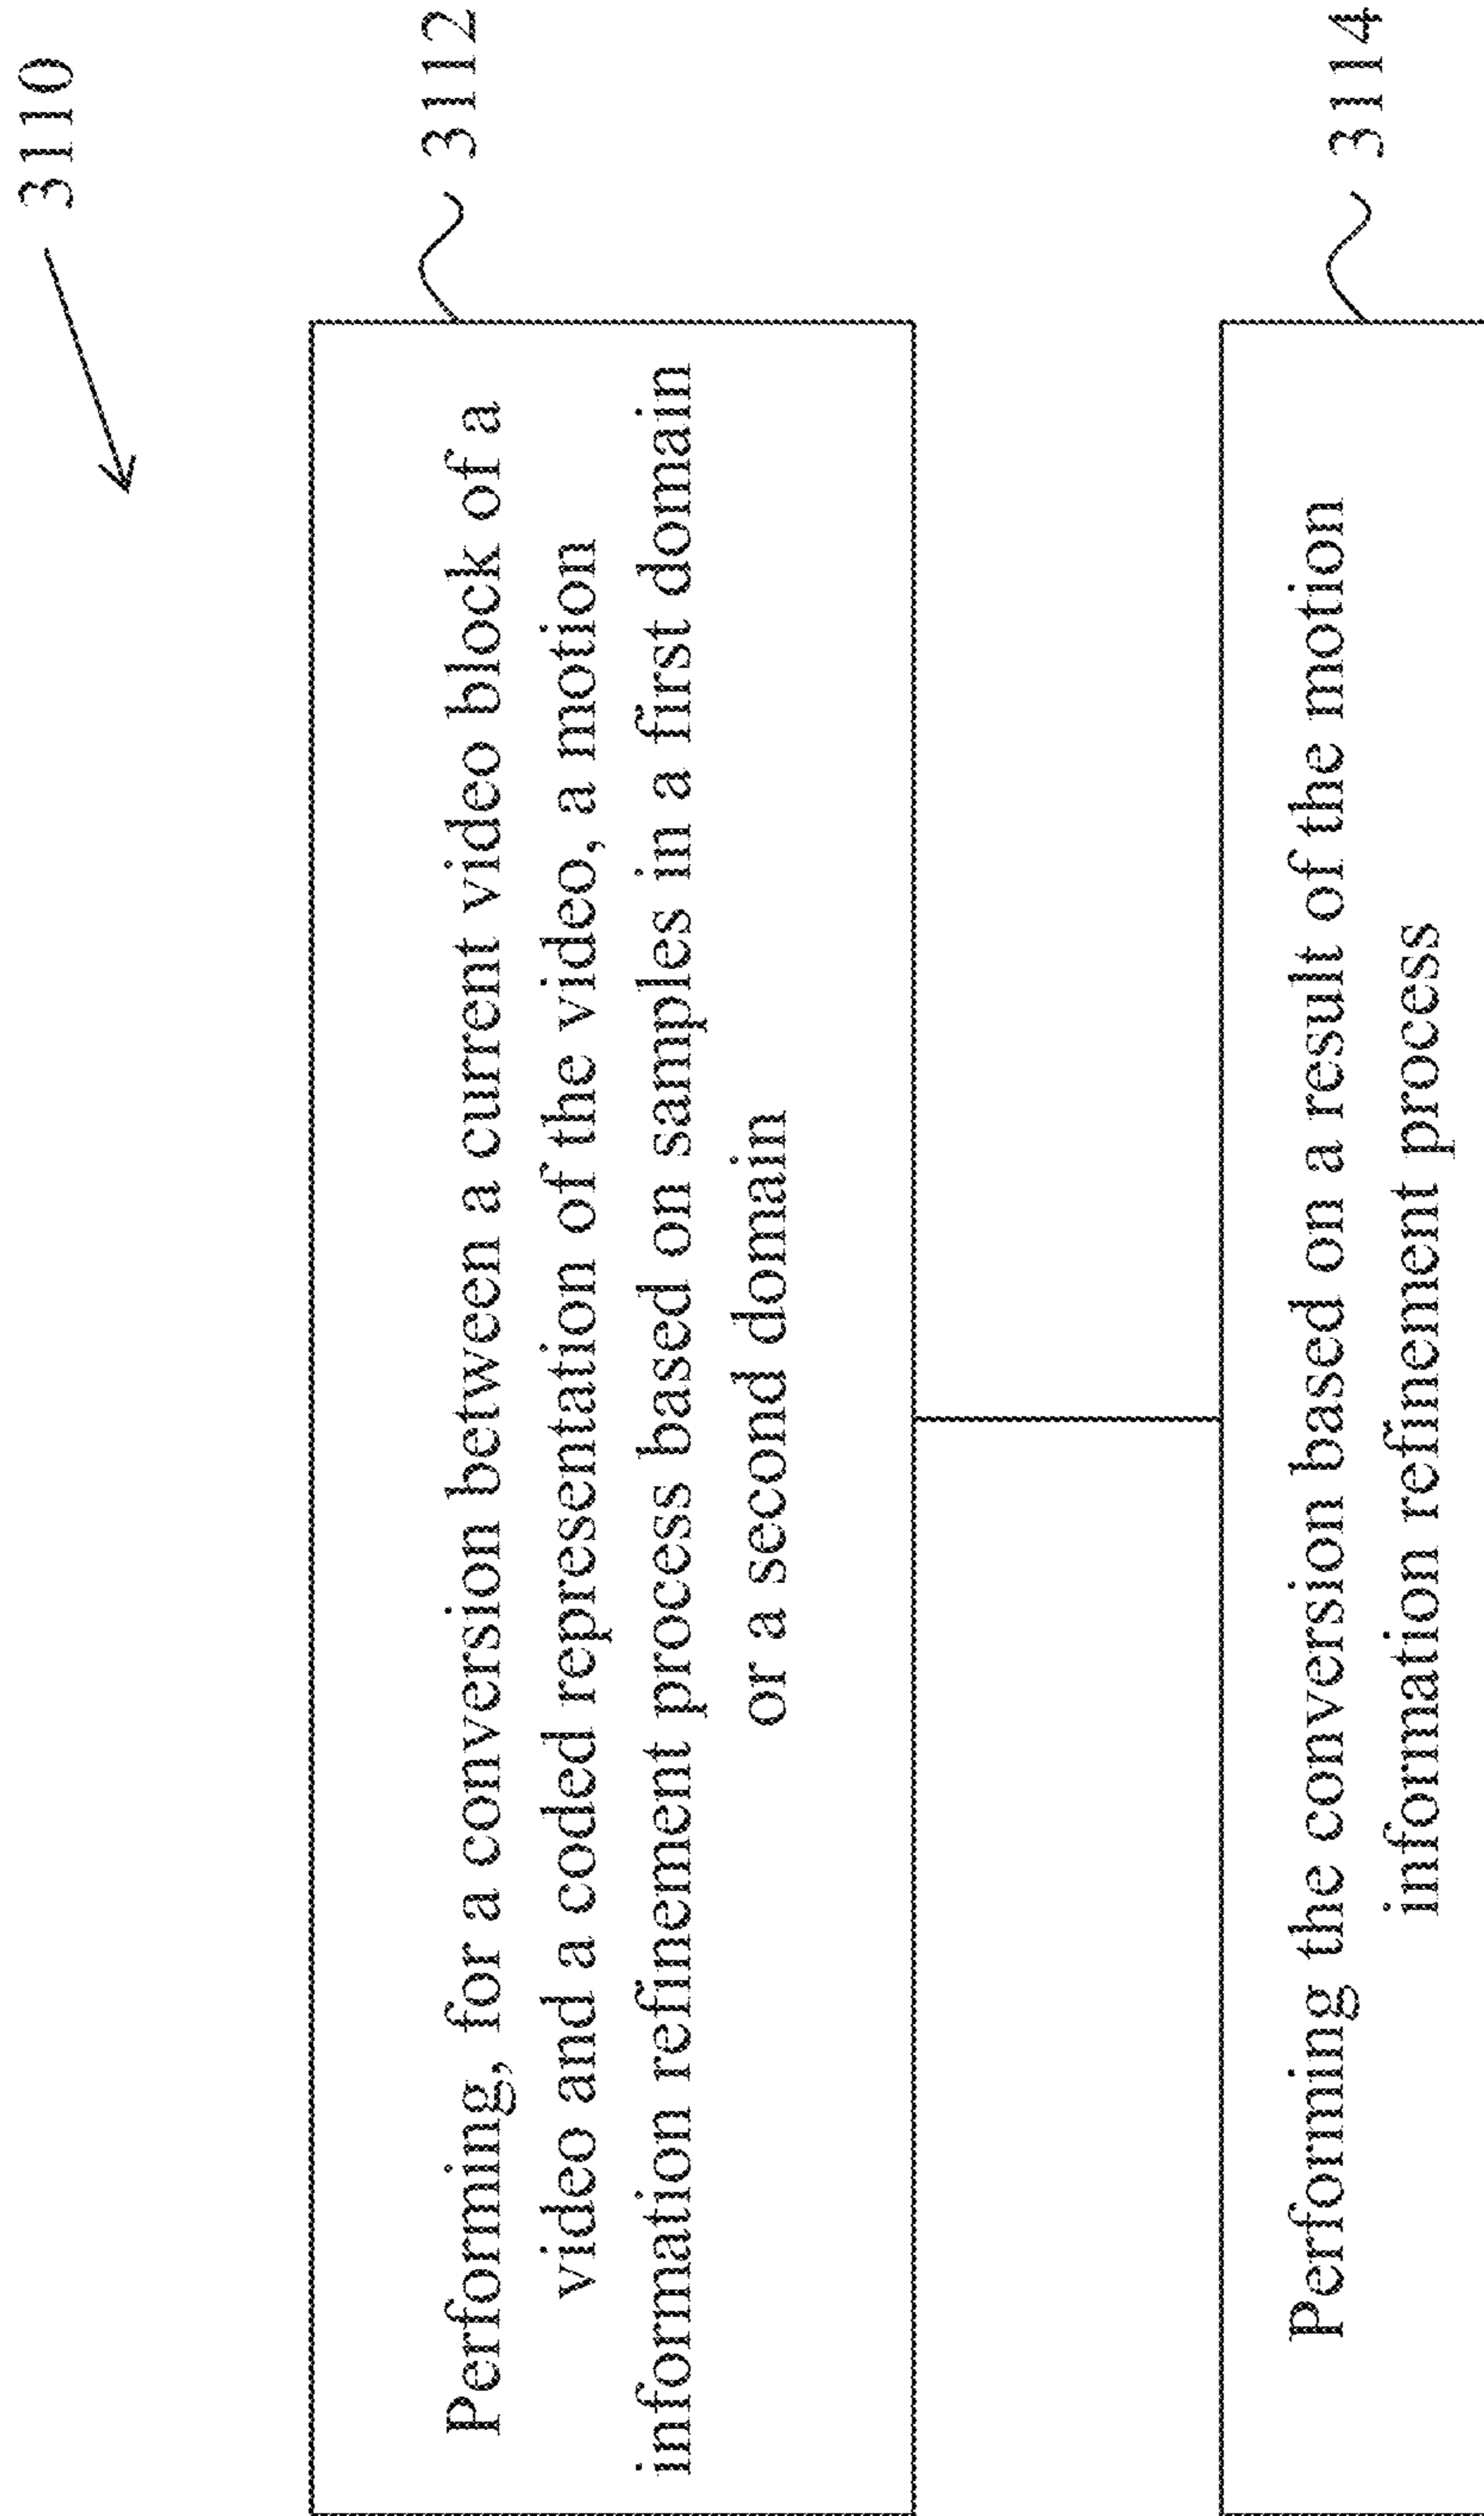 3110
3112
Performing, for a conversion between a current video block of a
video and a coded representation of the video, a motion
information refinement process based on samples in a first domain
or a second domain
3114
Performing the conversion based on a result of the motion
information refinement process